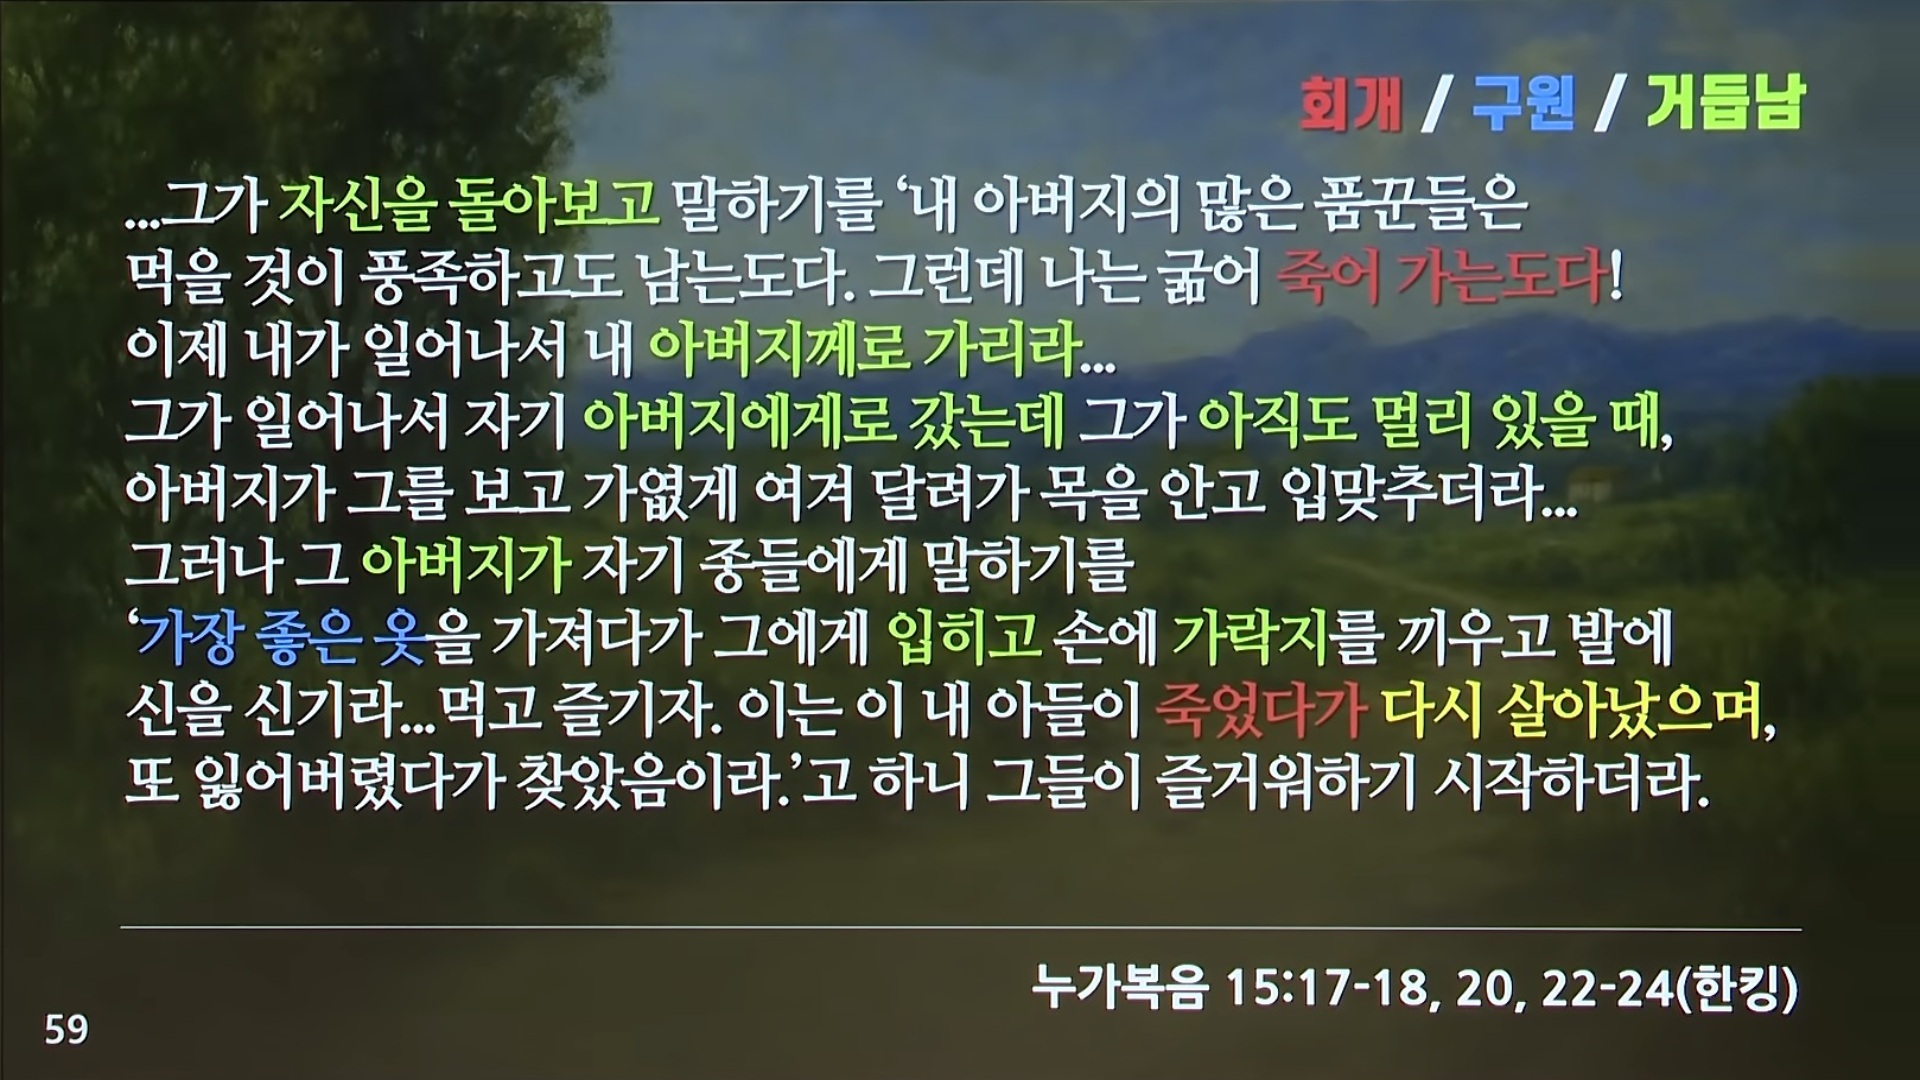 회개 / 구원 / 거듭남
...그가 자신을 돌아보고 말하기를 ‘내 아버지의 많은 품꾼들은
먹을 것이 풍족하고도 남는도다. 그런데 나는 굶어 죽어 가는도다!
이제 내가 일어나서 내 아버지께로 가리라...
그가 일어나서 자기 아버지에게로 갔는데 그가 아직도 멀리 있을 때,
아버지가 그를 보고 가엾게 여겨 달려가 목을 안고 입맞추더라...
그러나 그 아버지가 자기 종들에게 말하기를
‘가장 좋은 옷을 가져다가 그에게 입히고 손에 가락지를 끼우고 발에
신을 신기라...먹고 즐기자. 이는 이 내 아들이 죽었다가 다시 살아났으며,
또 잃어버렸다가 찾았음이라.’고 하니 그들이 즐거워하기 시작하더라.
누가복음 15:17-18, 20, 22-24(한킹)
59